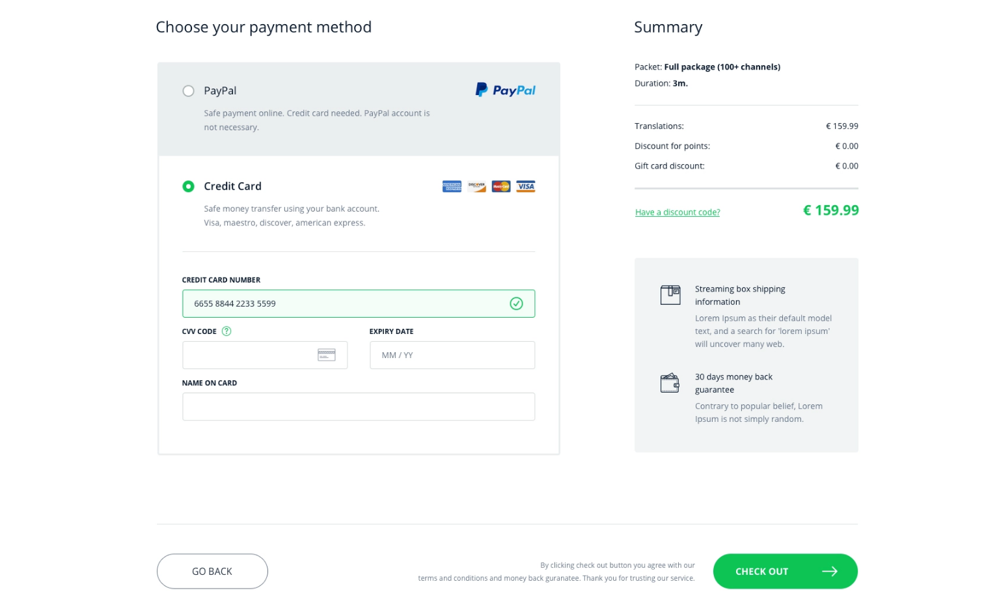 Choose your payment method
PayPal
PayPal
Safe payment online. Credit card needed. PayPal account is
not necessary.
Credit Card
DISCOVER
MasterCard
VISA
Safe money transfer using your bank account.
Visa, maestro, discover, american express.
CREDIT CARD NUMBER
6655 8844 2233 5599
CVV CODE ?
EXPIRY DATE
MM / YY
NAME ON CARD
Summary
Packet: Full package (100+ channels)
Duration: 3m.
Translations: € 159.99
Discount for points: € 0.00
Gift card discount: € 0.00
Have a discount code? € 159.99
Streaming box shipping
information
Lorem Ipsum as their default model
text, and a search for 'lorem ipsum'
will uncover many web.
30 days money back
guarantee
Contrary to popular belief, Lorem
Ipsum is not simply random.
GO BACK
By clicking check out button you agree with our
terms and conditions and money back guranatee. Thank you for trusting our service.
CHECK OUT